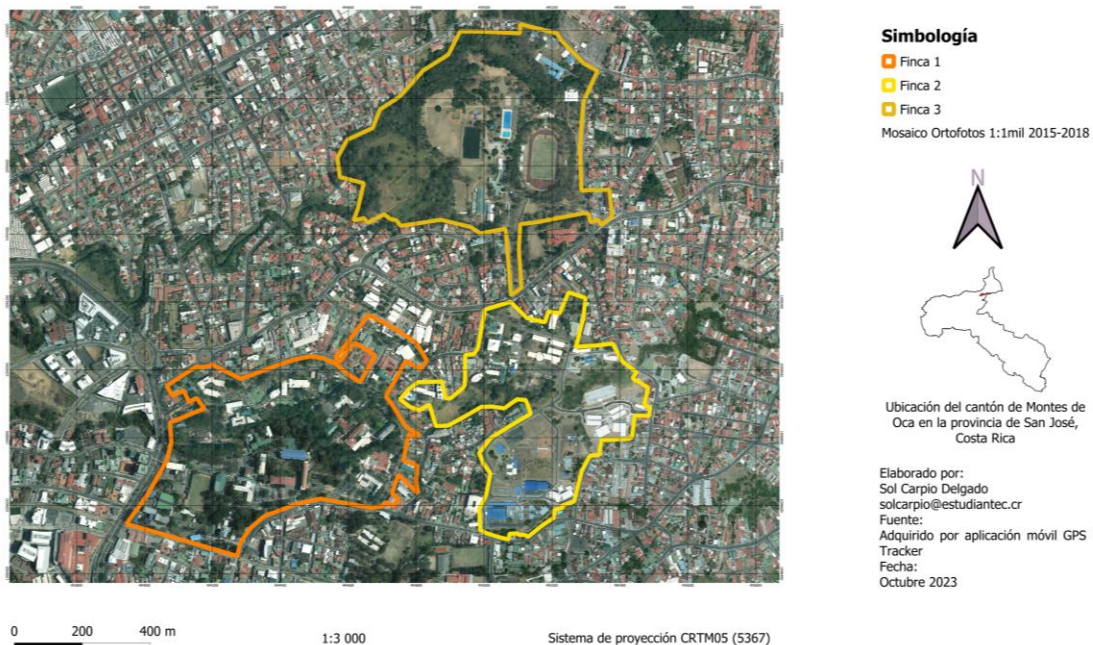 Simbología
Finca 1
Finca 2
Finca 3
Mosaico Ortofotos 1:1mil 2015-2018
N
Ubicación del cantón de Montes de
Oca en la provincia de San José,
Costa Rica
Elaborado por:
Sol Carpio Delgado
solcarpio@estudiantec.cr
Fuente:
Adquirido por aplicación móvil GPS
Tracker
Fecha:
Octubre 2023
0 200 400 m
1:3 000
Sistema de proyección CRTM05 (5367)